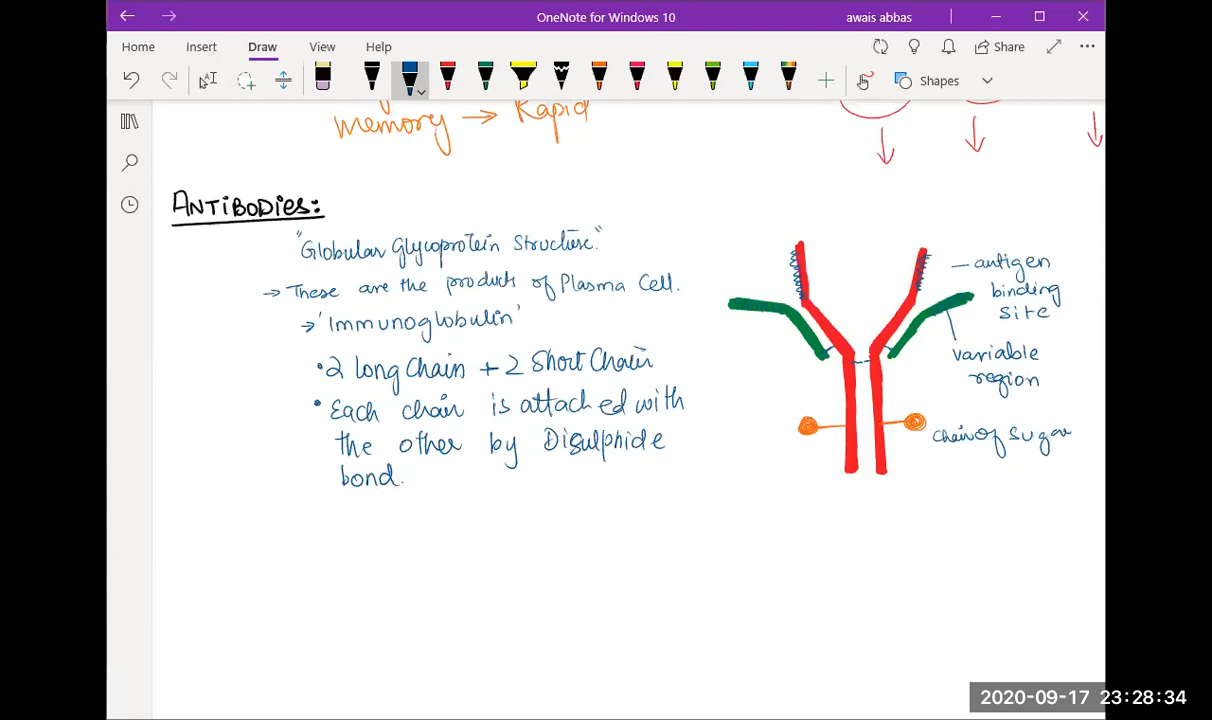 OneNote for Windows 10
awais abbas
Home Insert Draw View Help
Share
Shapes
memory → Rapid
ANTIBODIES:
"Globular Glycoprotein Structure."
→ These are the products of Plasma Cell.
→ 'Immunoglobulin'
• 2 long Chain + 2 Short Chain
• Each chair is attached with
the other by Disulphide
bond.
– antigen
binding
site
variable
region
chain of Sugar
2020-09-17 23:28:34